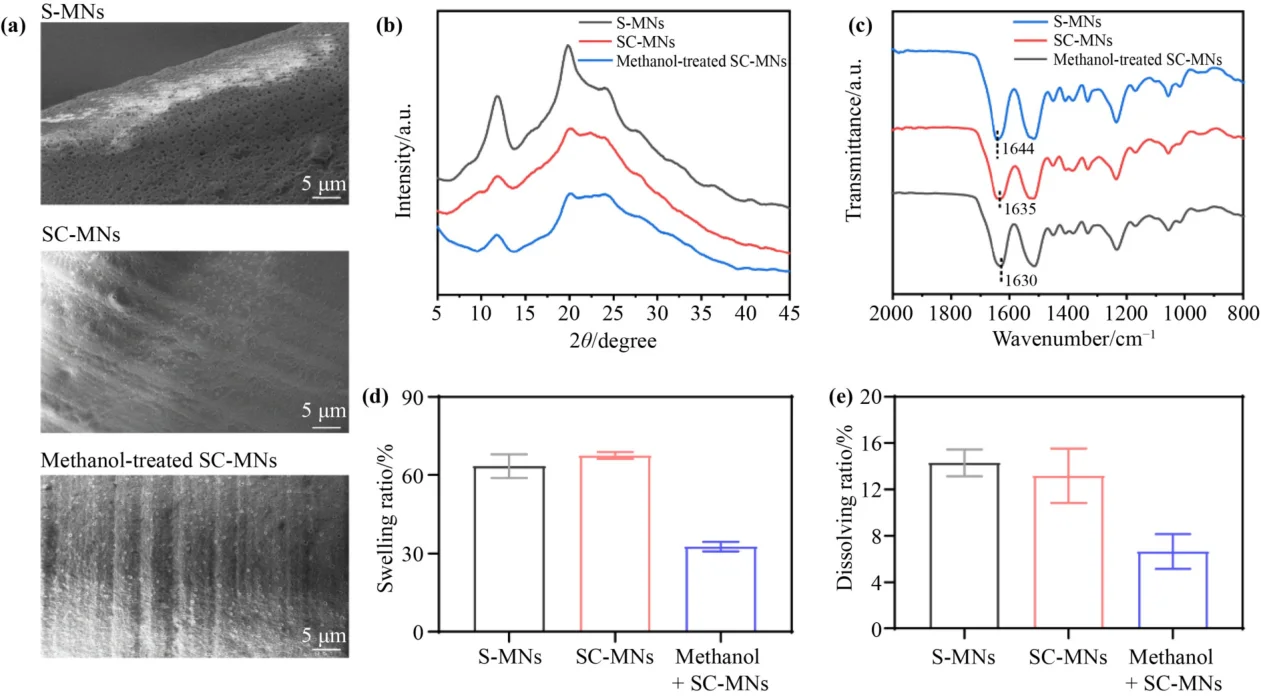 (a)
S-MNs
5 μm
SC-MNs
5 μm
Methanol-treated SC-MNs
5 μm
(b)
S-MNs
SC-MNs
Methanol-treated SC-MNs
Intensity/a.u.
5 10 15 20 25 30 35 40 45
2θ/degree
(c)
S-MNs
SC-MNs
Methanol-treated SC-MNs
Transmittance/a.u.
1644
1635
1630
2000 1800 1600 1400 1200 1000 800
Wavenumber/cm⁻¹
(d)
Swelling ratio/%
90
60
30
0
S-MNs SC-MNs Methanol
+ SC-MNs
(e)
Dissolving ratio/%
20
16
12
8
4
0
S-MNs SC-MNs Methanol
+ SC-MNs